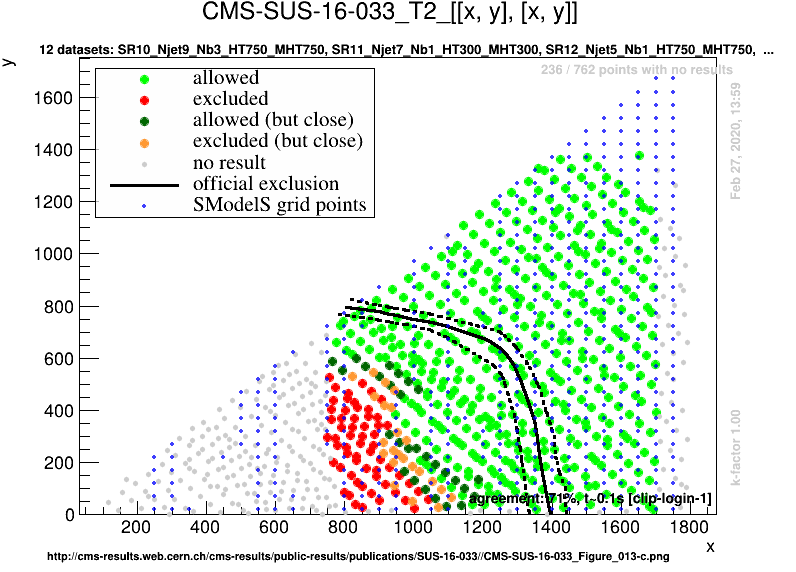 CMS-SUS-16-033_T2_[[x, y], [x, y]]
y
12 datasets: SR10_Njet9_Nb3_HT750_MHT750, SR11_Njet7_Nb1_HT300_MHT300, SR12_Njet5_Nb1_HT750_MHT750, ...
236 / 762 points with no results
allowed
excluded
allowed (but close)
excluded (but close)
no result
official exclusion
SModelS grid points
Feb 27, 2020, 13:59
k-factor 1.00
1600
1400
1200
1000
800
600
400
200
0
agreement: 71%, t~0.1s [clip-login-1]
200 400 600 800 1000 1200 1400 1600 1800
x
http://cms-results.web.cern.ch/cms-results/public-results/publications/SUS-16-033//CMS-SUS-16-033_Figure_013-c.png